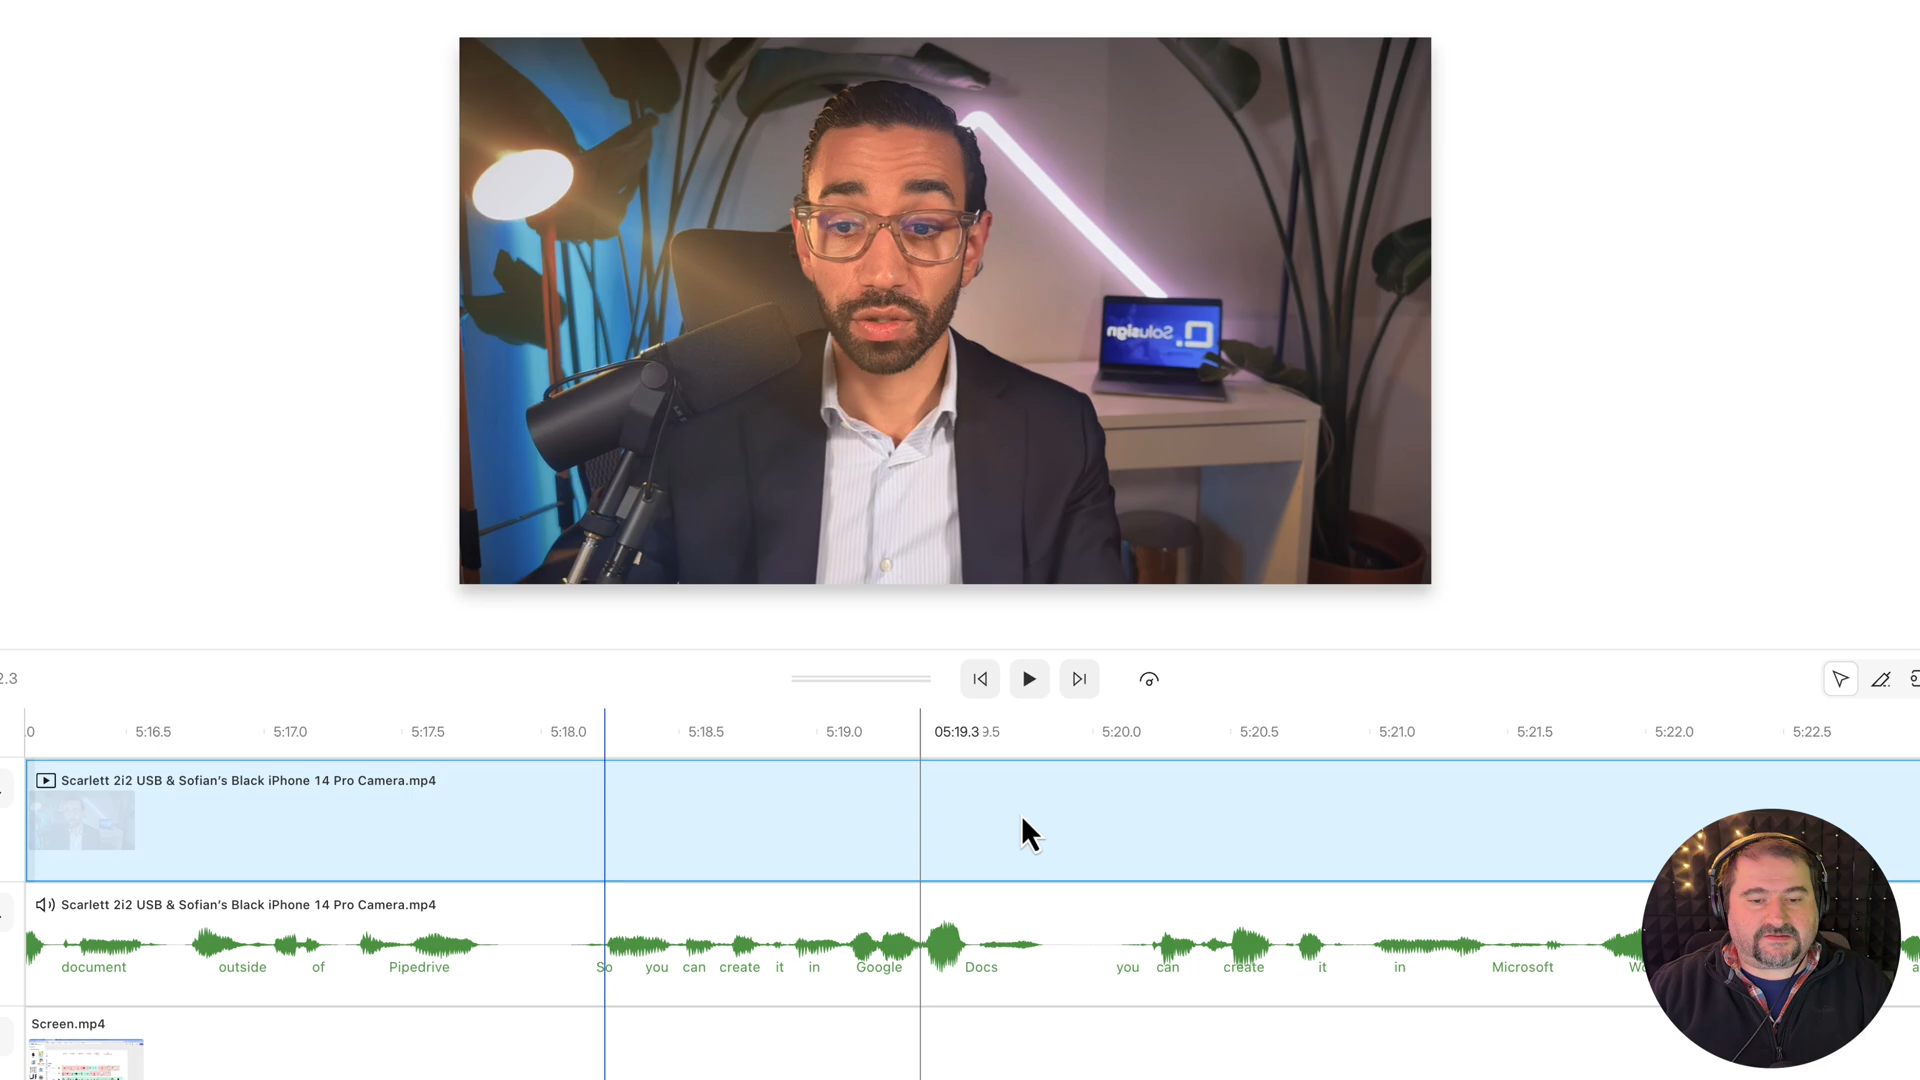 Solusign
2.3
.0 5:16.5 5:17.0 5:17.5 5:18.0 5:18.5 5:19.0 05:19.3 9.5 5:20.0 5:20.5 5:21.0 5:21.5 5:22.0 5:22.5
Scarlett 2i2 USB & Sofian's Black iPhone 14 Pro Camera.mp4
Scarlett 2i2 USB & Sofian's Black iPhone 14 Pro Camera.mp4
document outside of Pipedrive So you can create it in Google Docs you can create it in Microsoft
Screen.mp4